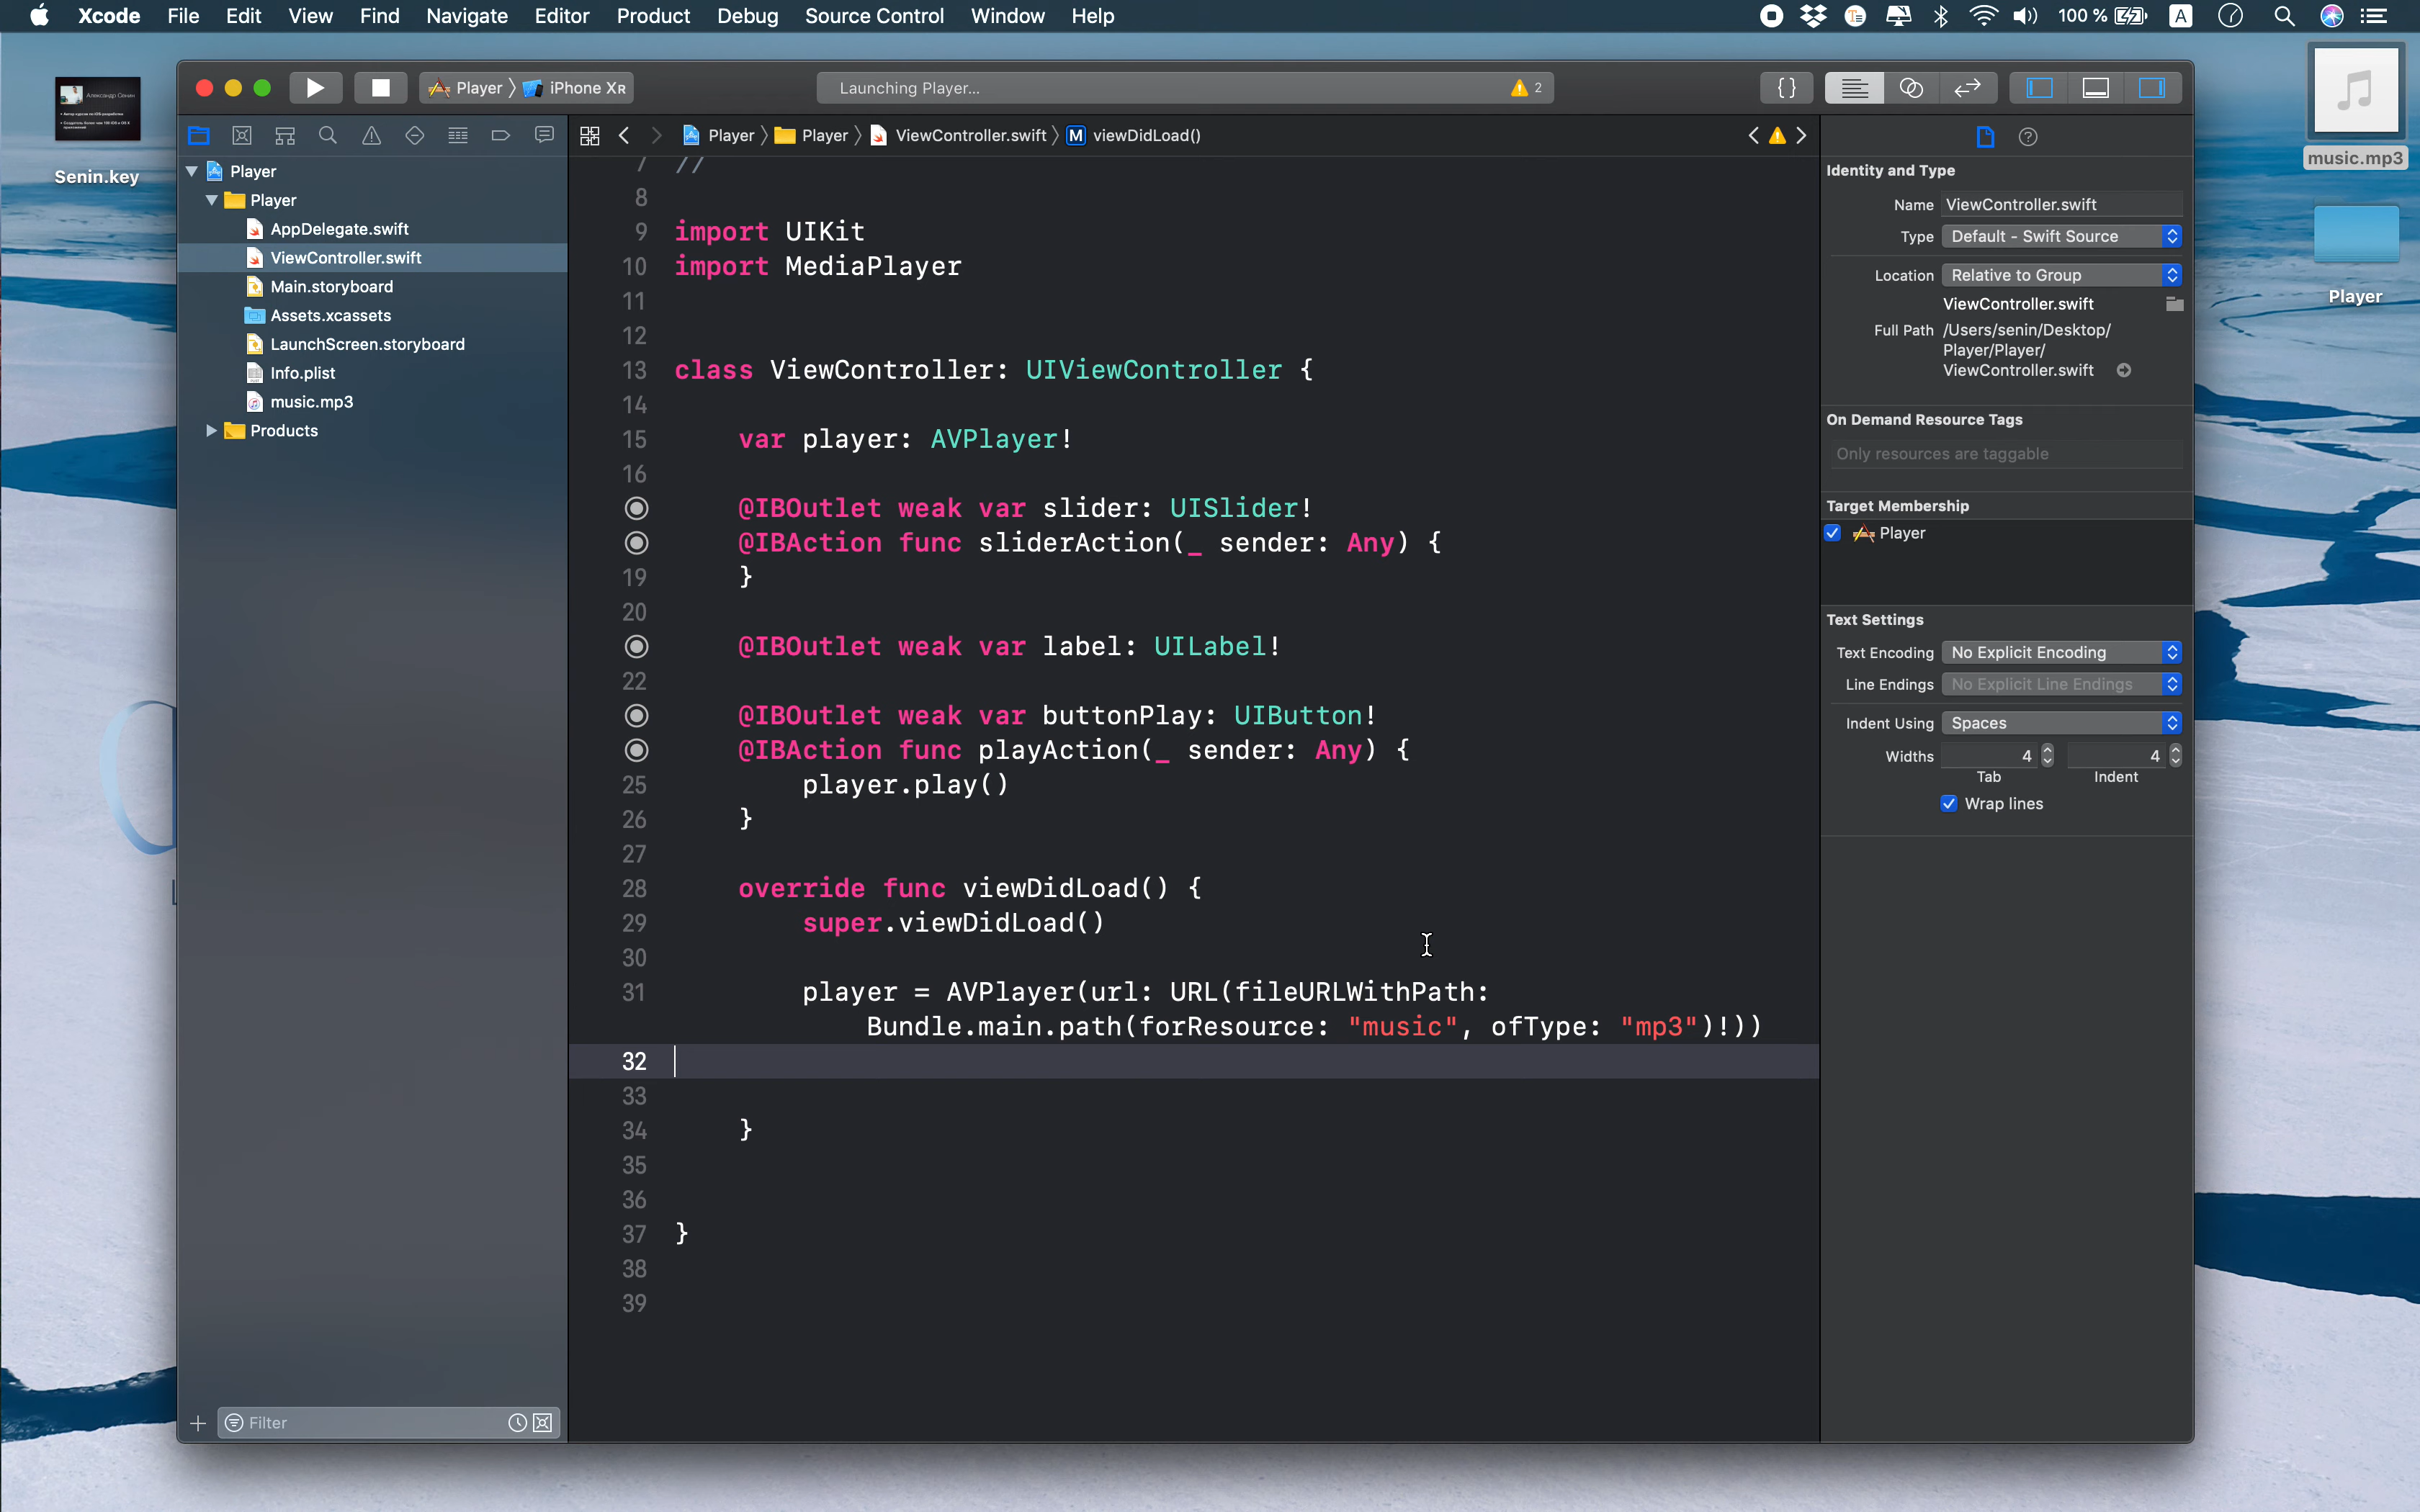 Xcode File Edit View Find Navigate Editor Product Debug Source Control Window Help 100 % A
Senin.key
music.mp3
Player
Player iPhone XR
Launching Player...
2
Player Player ViewController.swift M viewDidLoad()
Player
Player
AppDelegate.swift
ViewController.swift
Main.storyboard
Assets.xcassets
LaunchScreen.storyboard
Info.plist
music.mp3
Products
Filter
7 //
8
9 import UIKit
10 import MediaPlayer
11
12
13 class ViewController: UIViewController {
14
15 var player: AVPlayer!
16
@IBOutlet weak var slider: UISlider!
@IBAction func sliderAction(_ sender: Any) {
19 }
20
@IBOutlet weak var label: UILabel!
22
@IBOutlet weak var buttonPlay: UIButton!
@IBAction func playAction(_ sender: Any) {
25 player.play()
26 }
27
28 override func viewDidLoad() {
29 super.viewDidLoad()
30
31 player = AVPlayer(url: URL(fileURLWithPath:
Bundle.main.path(forResource: "music", ofType: "mp3")!))
32
33
34 }
35
36
37 }
38
39
Identity and Type
Name ViewController.swift
Type Default - Swift Source
Location Relative to Group
ViewController.swift
Full Path /Users/senin/Desktop/
Player/Player/
ViewController.swift
On Demand Resource Tags
Only resources are taggable
Target Membership
Player
Text Settings
Text Encoding No Explicit Encoding
Line Endings No Explicit Line Endings
Indent Using Spaces
Widths 4 4
Tab Indent
Wrap lines